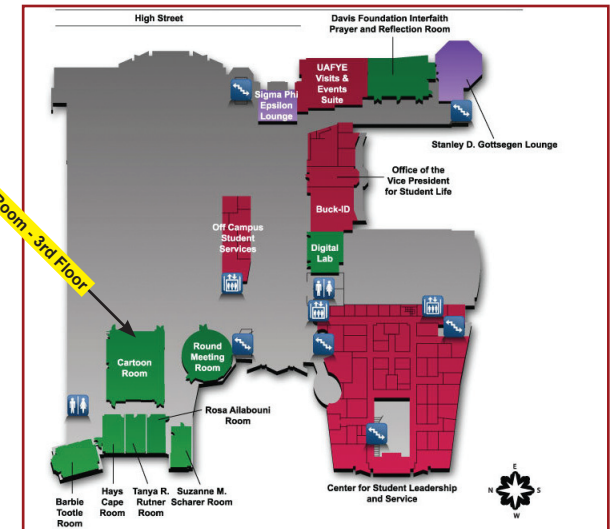 High Street
Davis Foundation Interfaith
Prayer and Reflection Room
UAFYE
Visits &
Events
Suite
Sigma Phi
Epsilon
Lounge
Stanley D. Gottsegen Lounge
Office of the
Vice President
for Student Life
Buck-ID
Off Campus
Student
Services
Digital
Lab
Room - 3rd Floor
Cartoon
Room
Round
Meeting
Room
Rosa Ailabouni
Room
Barbie
Tootle
Room
Hays
Cape
Room
Tanya R.
Rutner
Room
Suzanne M.
Scharer Room
Center for Student Leadership
and Service
E
N
S
W